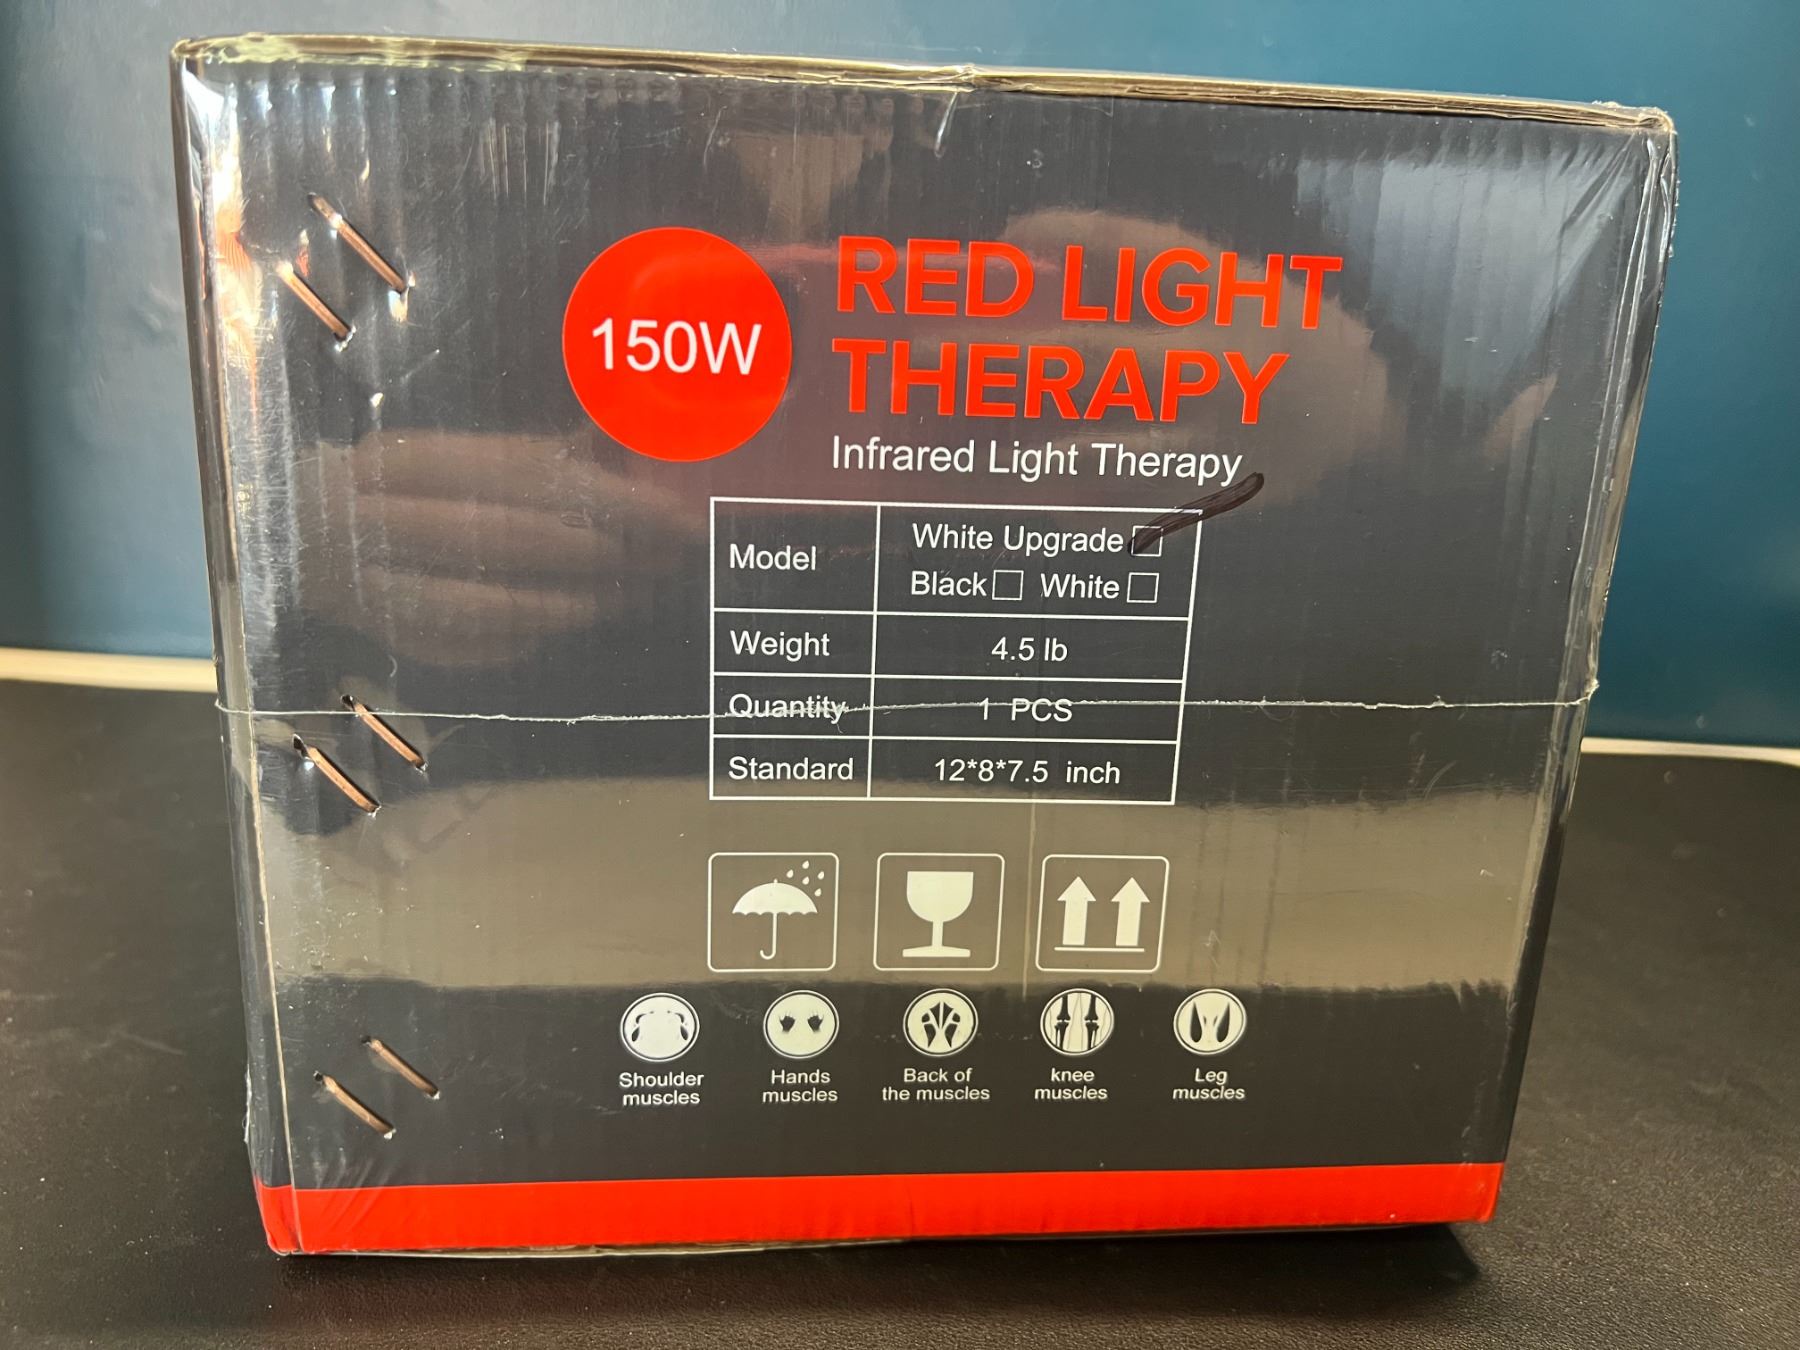 150W
RED LIGHT
THERAPY
Infrared Light Therapy
Model
White Upgrade
Black White
Weight 4.5 lb
Quantity 1 PCS
Standard 12*8*7.5 inch
Shoulder
muscles
Hands
muscles
Back of
the muscles
knee
muscles
Leg
muscles